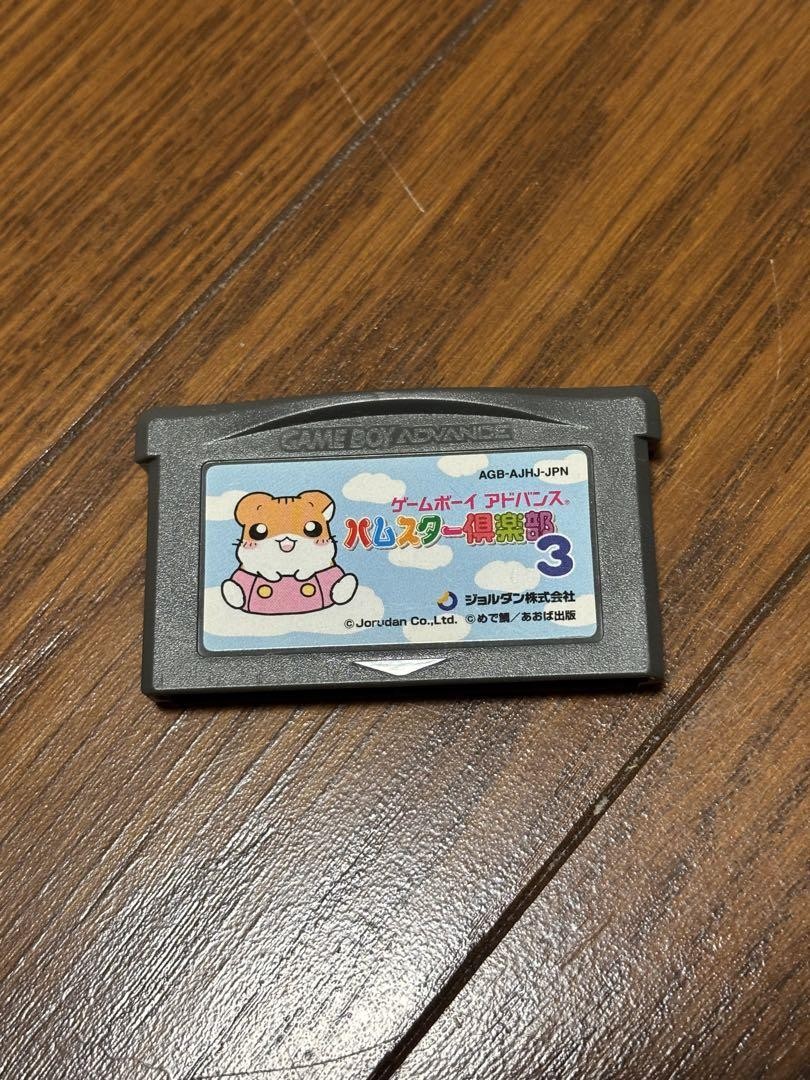 GAME BOY ADVANCE
AGB-AJHJ-JPN
ゲームボーイ アドバンス®
ハムスター倶楽部3
ジョルダン株式会社
©Jorudan Co.,Ltd. ©めで鯛/あおば出版